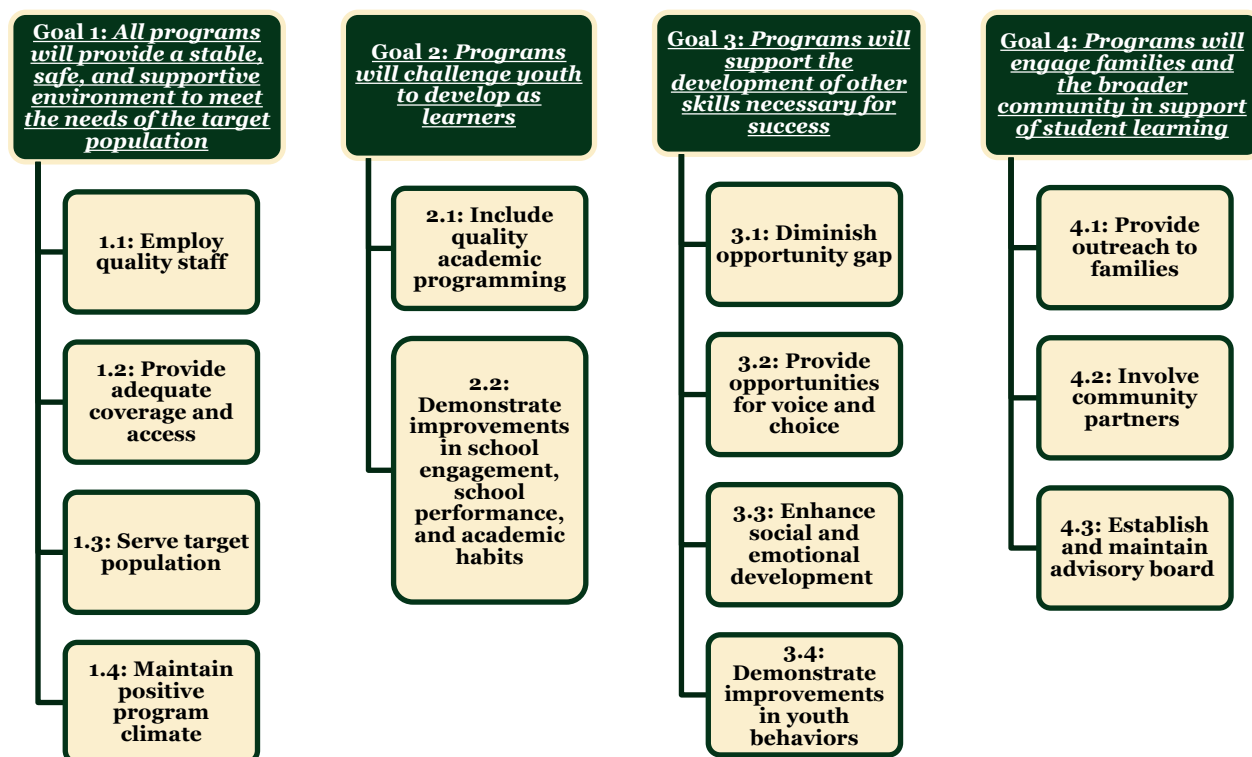 Goal 1: All programs
will provide a stable,
safe, and supportive
environment to meet
the needs of the target
population
1.1: Employ
quality staff
1.2: Provide
adequate
coverage and
access
1.3: Serve target
population
1.4: Maintain
positive
program
climate
Goal 2: Programs
will challenge youth
to develop as
learners
2.1: Include
quality
academic
programming
2.2:
Demonstrate
improvements
in school
engagement,
school
performance,
and academic
habits
Goal 3: Programs will
support the
development of other
skills necessary for
success
3.1: Diminish
opportunity gap
3.2: Provide
opportunities
for voice and
choice
3.3: Enhance
social and
emotional
development
3.4:
Demonstrate
improvements
in youth
behaviors
Goal 4: Programs will
engage families and
the broader
community in support
of student learning
4.1: Provide
outreach to
families
4.2: Involve
community
partners
4.3: Establish
and maintain
advisory board